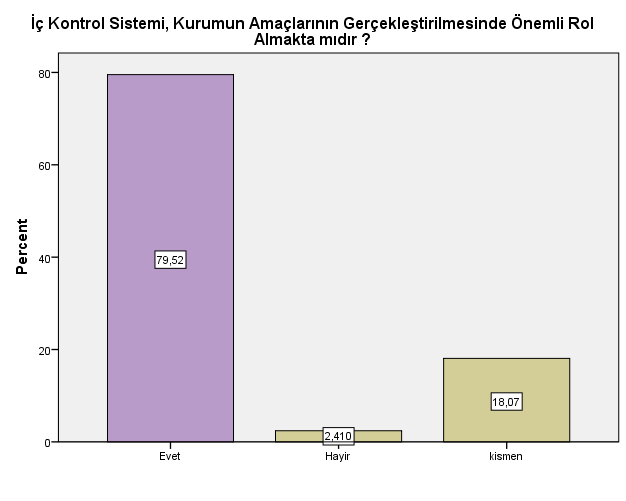 İç Kontrol Sistemi, Kurumun Amaçlarının Gerçekleştirilmesinde Önemli Rol
Almakta mıdır ?
Percent
80
60
40
20
0
79,52
2,410
18,07
Evet
Hayir
kismen